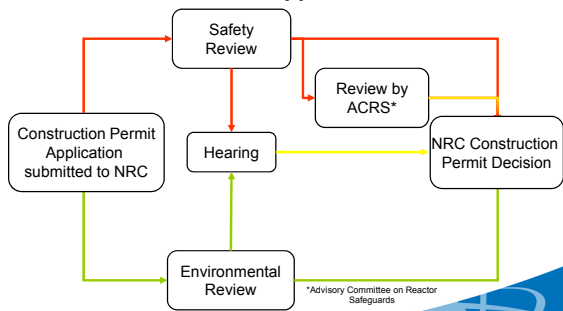 Safety
Review
Review by
ACRS*
Construction Permit
Application
submitted to NRC
Hearing
NRC Construction
Permit Decision
Environmental
Review
*Advisory Committee on Reactor
Safeguards